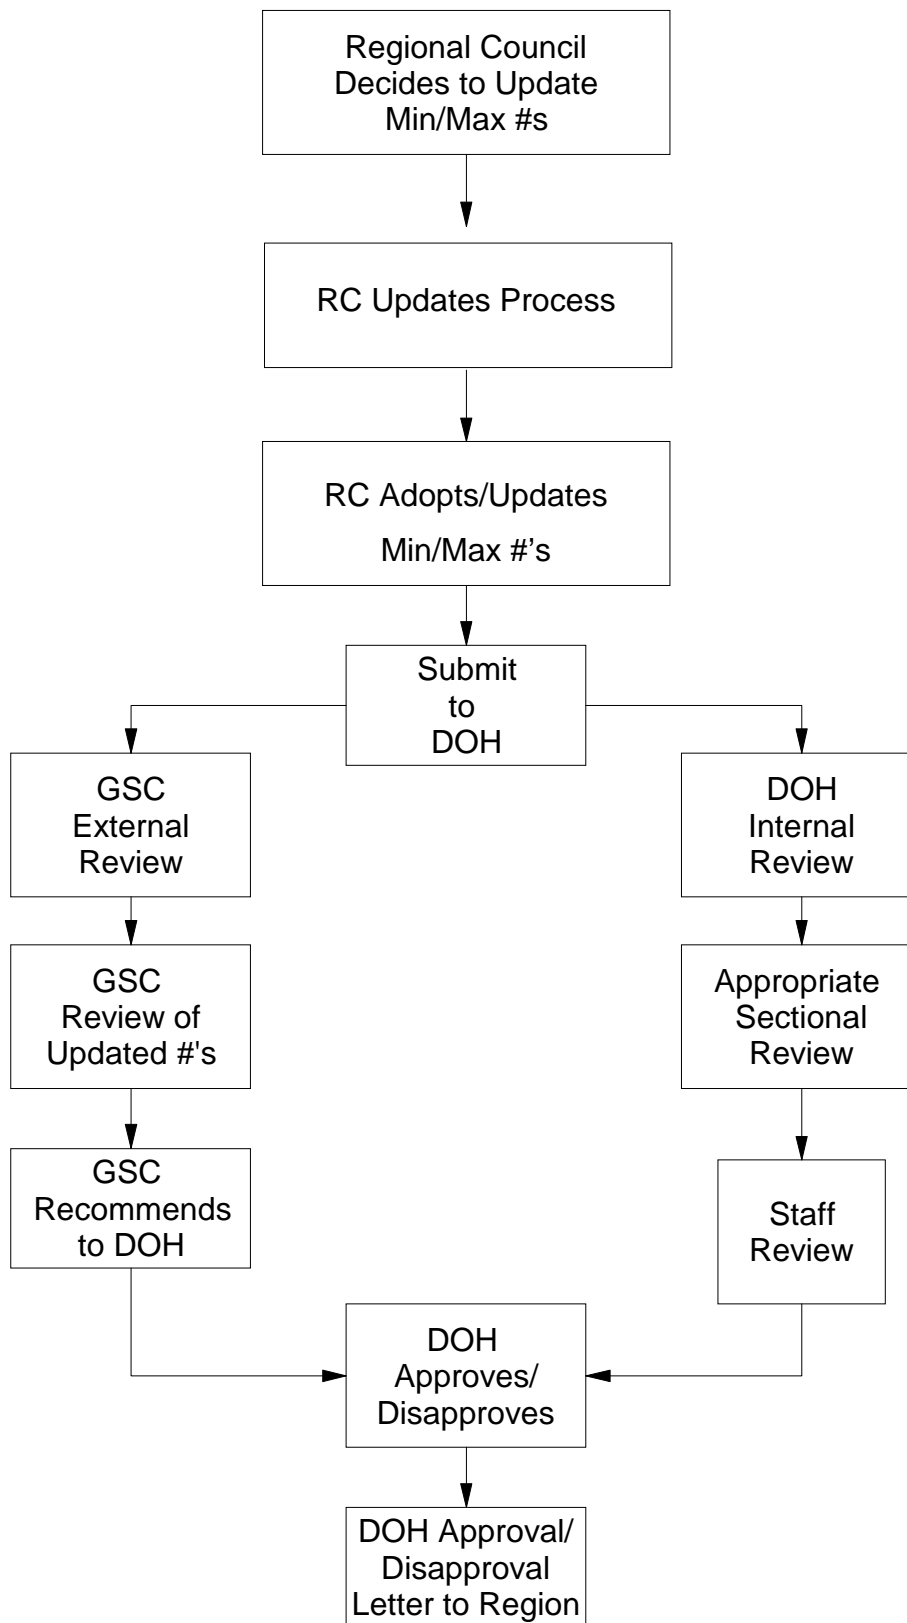 Regional Council
Decides to Update
Min/Max #s
RC Updates Process
RC Adopts/Updates
Min/Max #’s
Submit
to
DOH
GSC
External
Review
DOH
Internal
Review
GSC
Review of
Updated #'s
Appropriate
Sectional
Review
GSC
Recommends
to DOH
Staff
Review
DOH
Approves/
Disapproves
DOH Approval/
Disapproval
Letter to Region